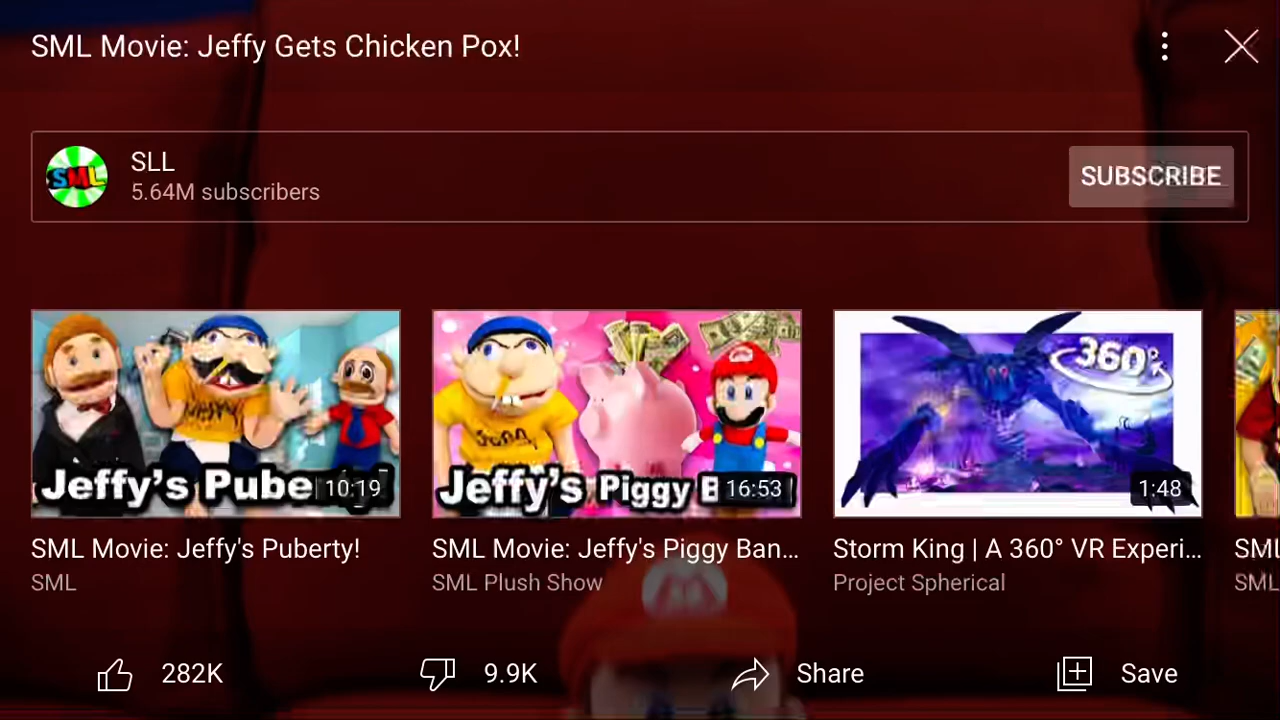 SML Movie: Jeffy Gets Chicken Pox!
SML
SLL
5.64M subscribers
SUBSCRIBE
360°
Jeffy's Pube
10:19
Jeffy's Piggy B
16:53
1:48
SML Movie: Jeffy's Puberty!
SML Movie: Jeffy's Piggy Ban...
Storm King | A 360° VR Experi...
SML
SML
SML Plush Show
Project Spherical
SML
282K
9.9K
Share
Save